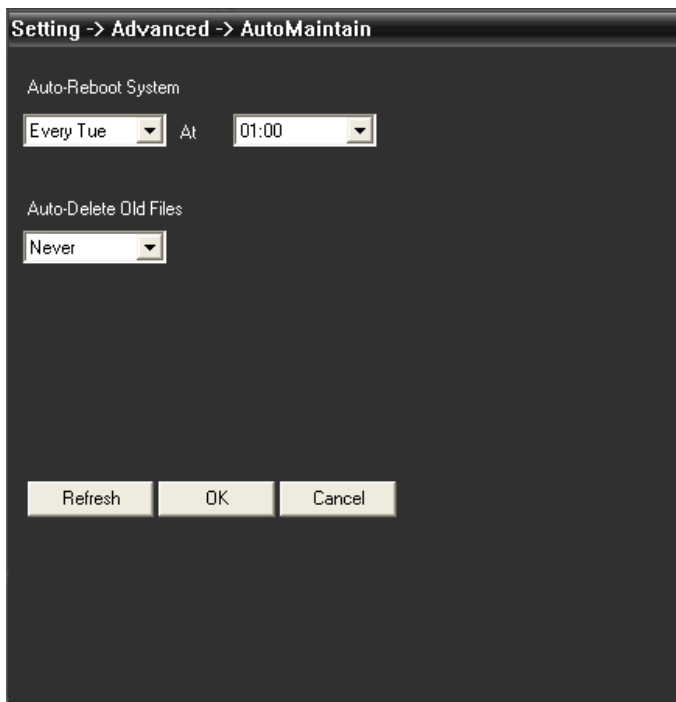 Setting -> Advanced -> AutoMaintain
Auto-Reboot System
Every Tue At 01:00
Auto-Delete Old Files
Never
Refresh OK Cancel